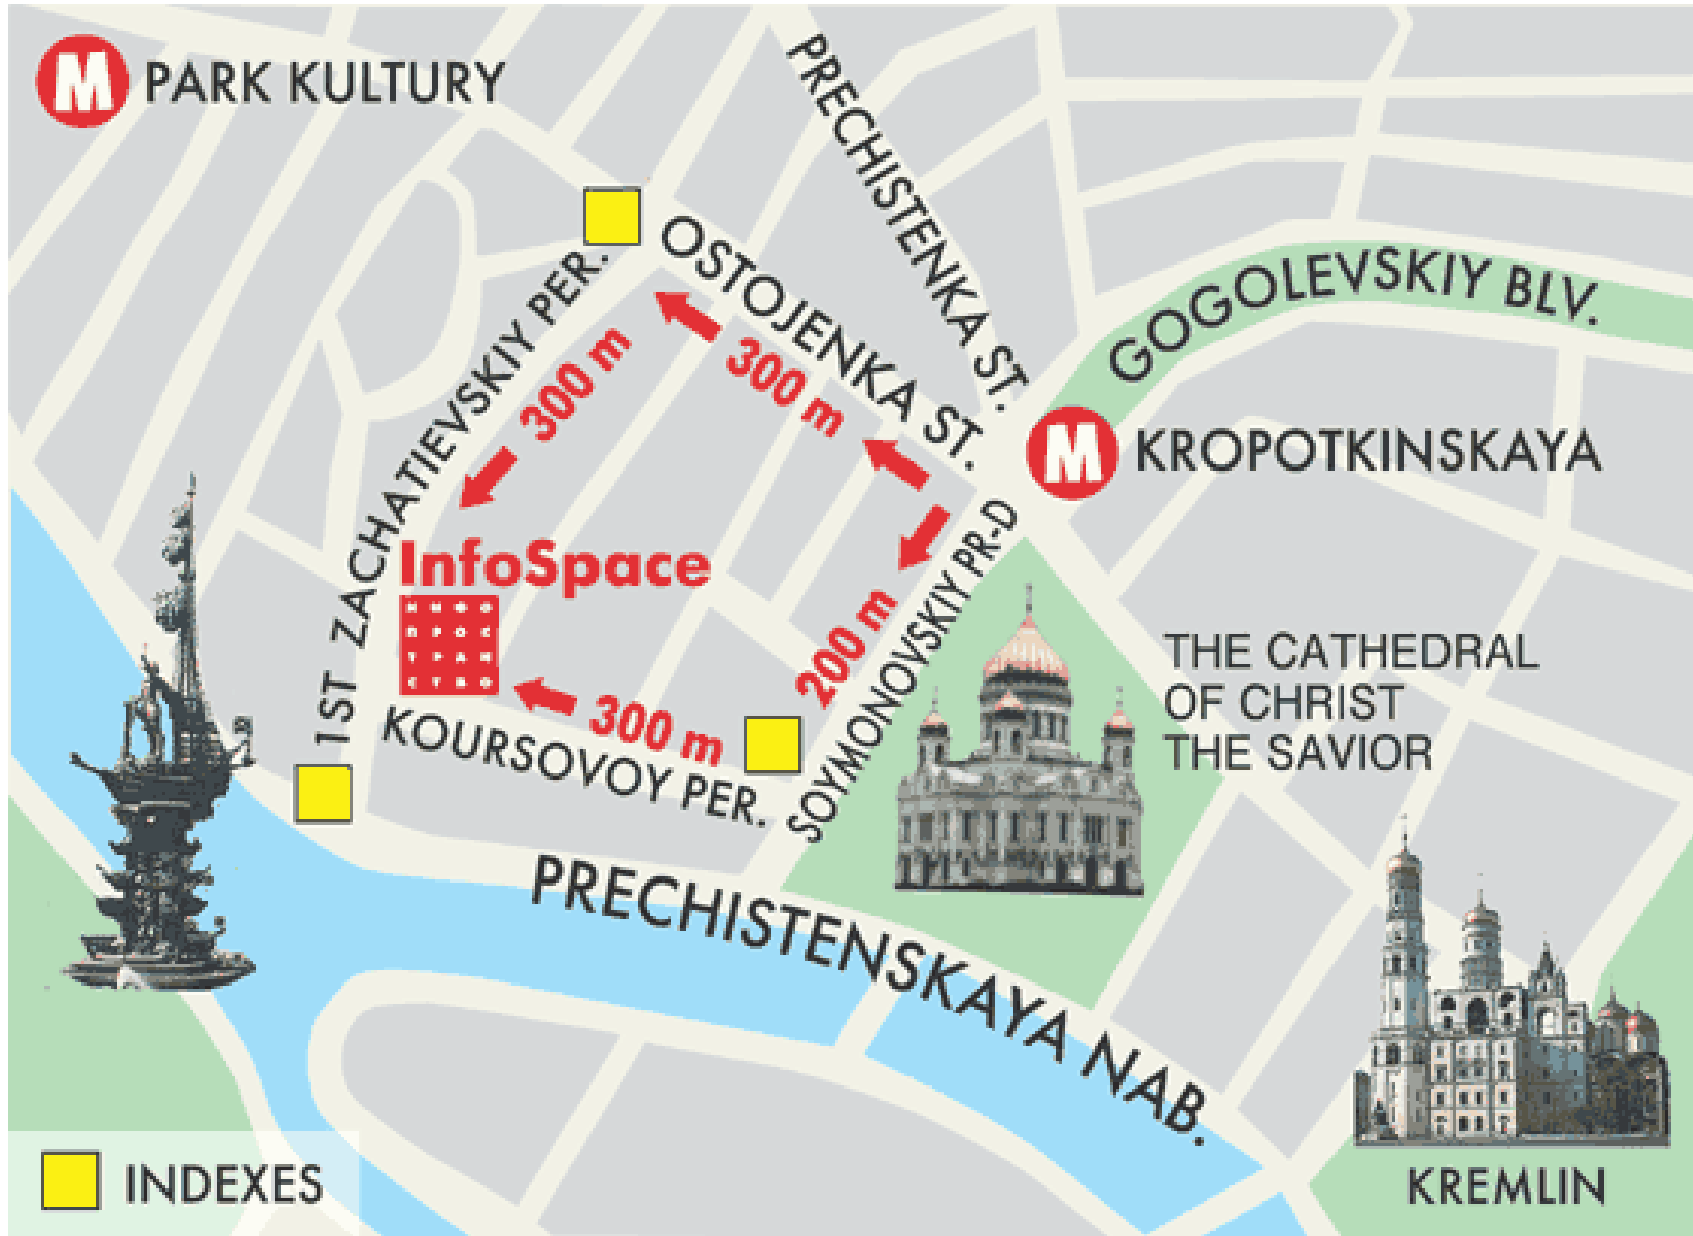 M PARK KULTURY
PRECHISTENKA ST.
OSTOJENKA ST.
GOGOLEVSKIY BLV.
M KROPOTKINSKAYA
1ST ZACHATIEVSKIY PER.
300 m
300 m
InfoSpace
И Н Ф О
П Р О С
Т Р А Н
С Т В О
200 m
SOYMONOVSKIY PR-D
300 m
KOURSOVOY PER.
THE CATHEDRAL
OF CHRIST
THE SAVIOR
PRECHISTENSKAYA NAB.
KREMLIN
INDEXES